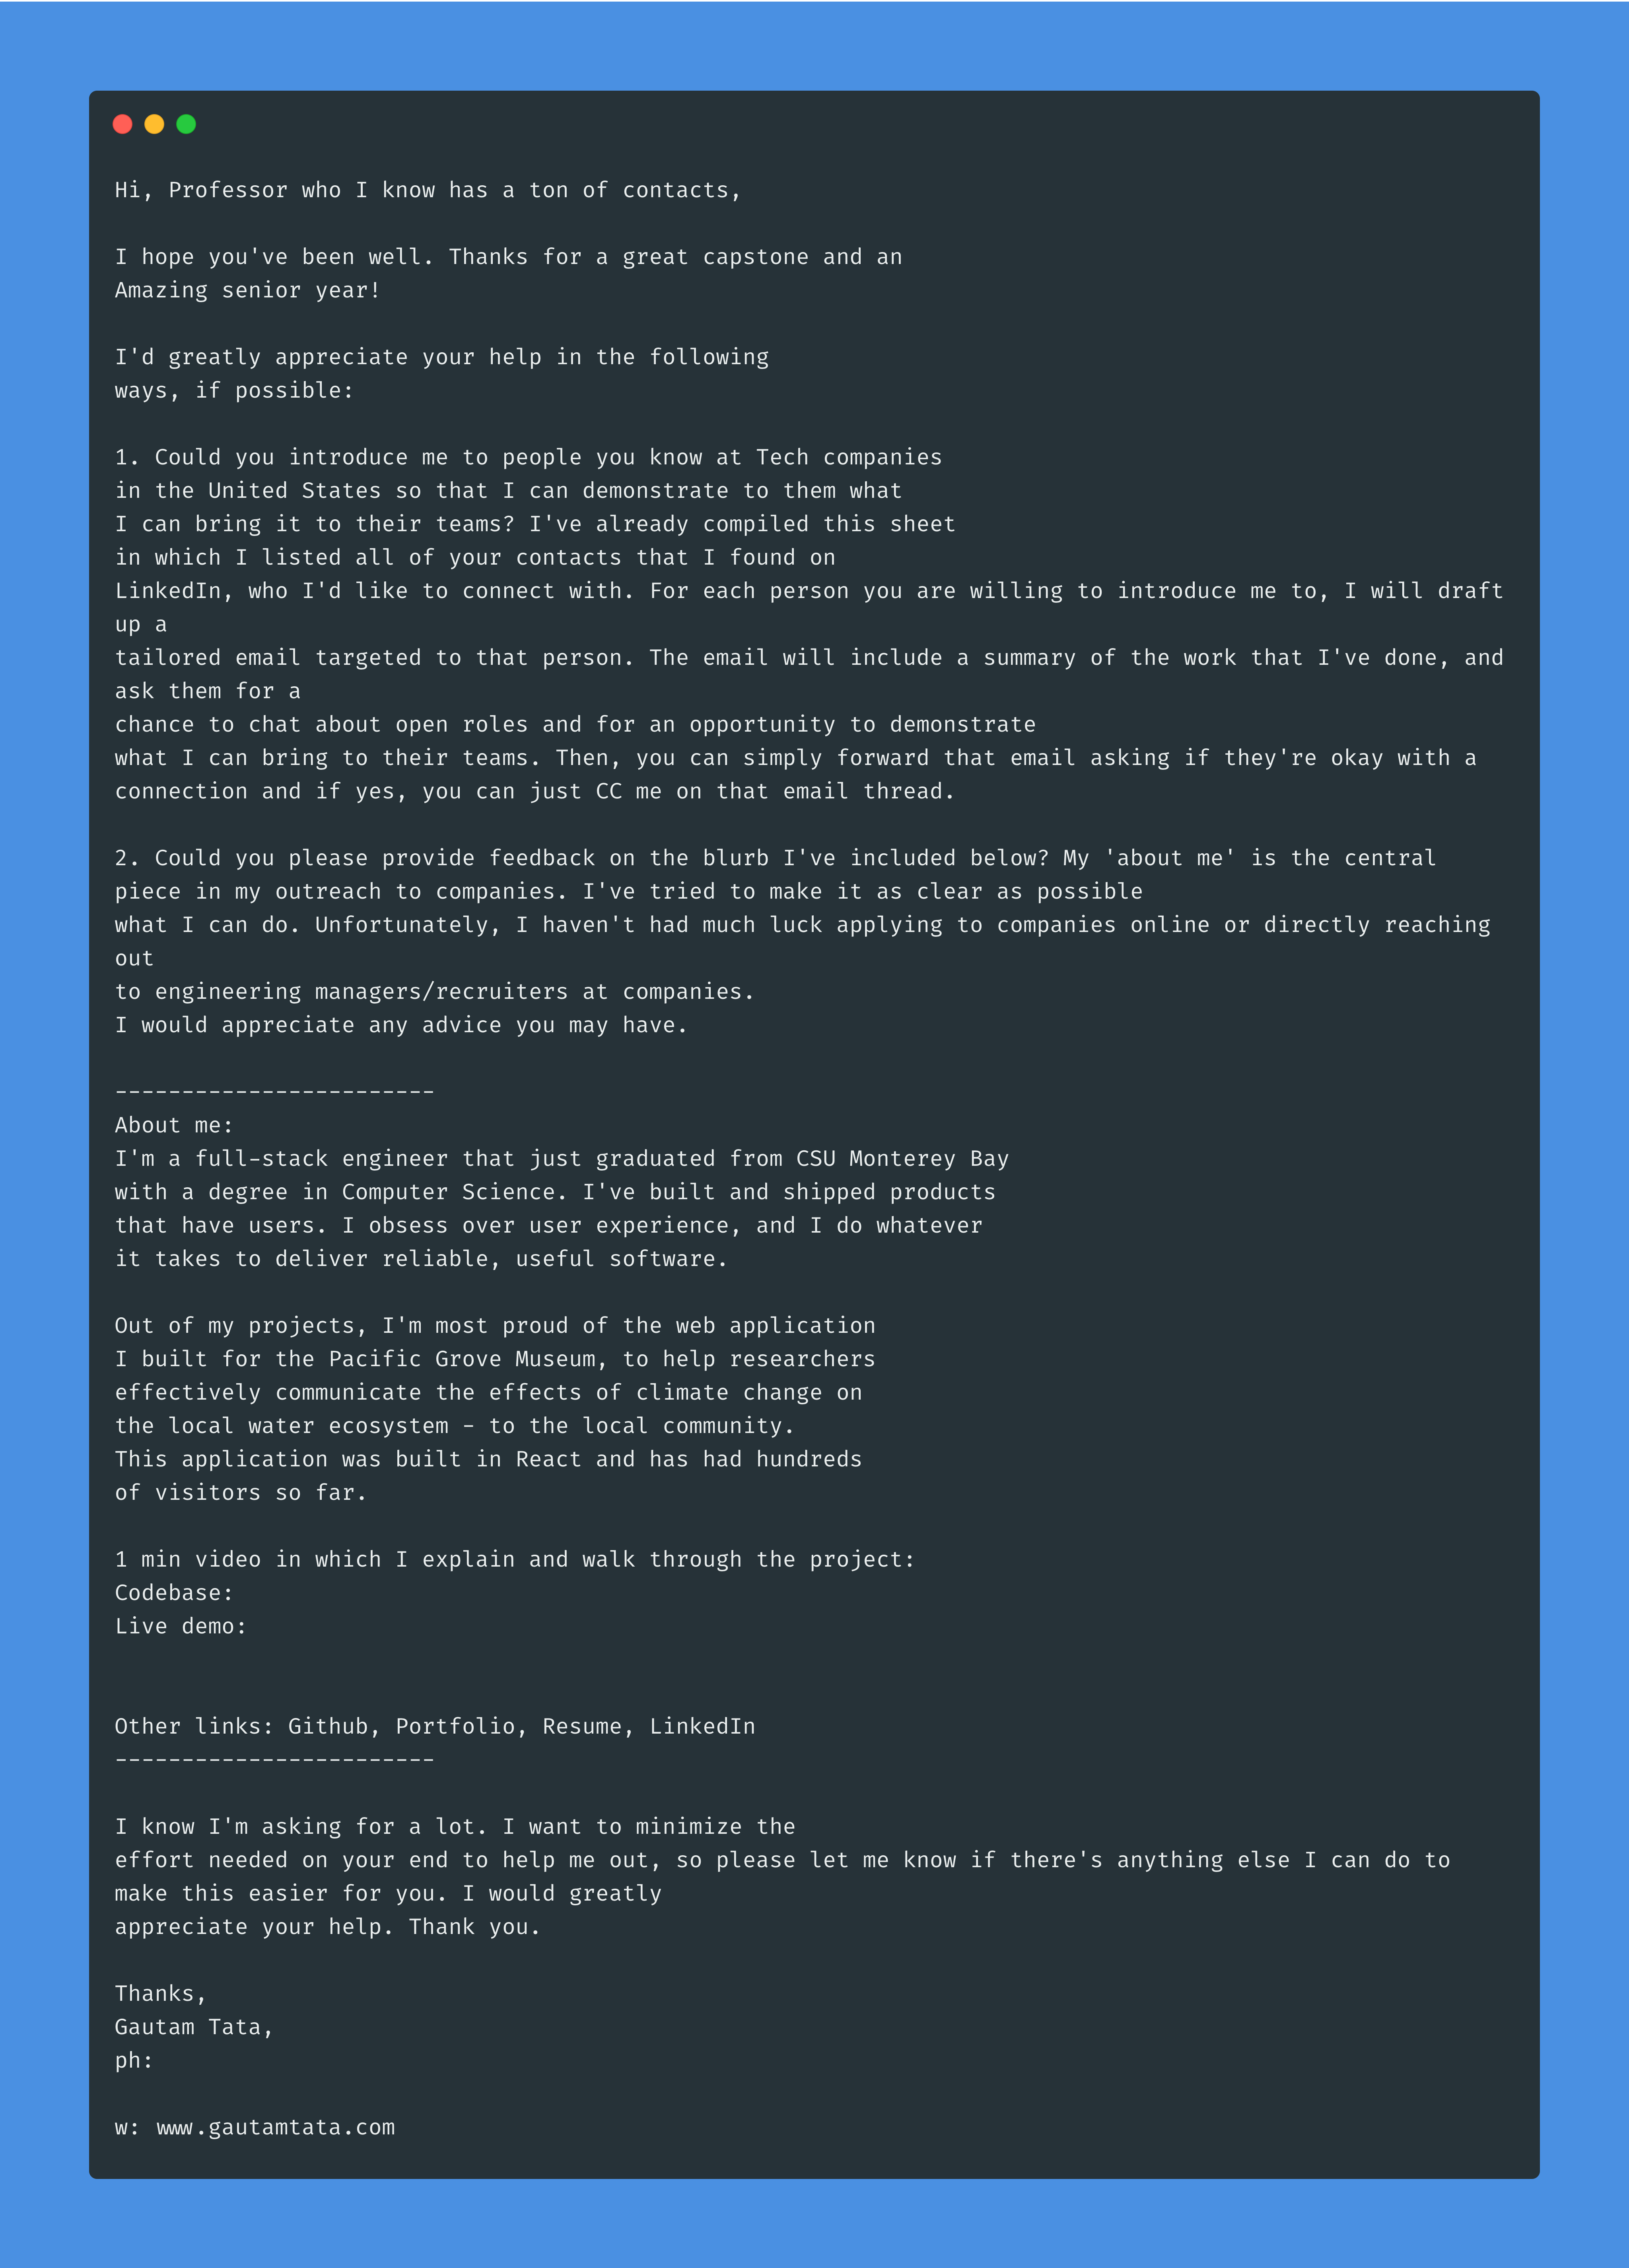 Hi, Professor who I know has a ton of contacts,
I hope you've been well. Thanks for a great capstone and an
Amazing senior year!
I'd greatly appreciate your help in the following
ways, if possible:
1. Could you introduce me to people you know at Tech companies
in the United States so that I can demonstrate to them what
I can bring it to their teams? I've already compiled this sheet
in which I listed all of your contacts that I found on
LinkedIn, who I'd like to connect with. For each person you are willing to introduce me to, I will draft
up a
tailored email targeted to that person. The email will include a summary of the work that I've done, and
ask them for a
chance to chat about open roles and for an opportunity to demonstrate
what I can bring to their teams. Then, you can simply forward that email asking if they're okay with a
connection and if yes, you can just CC me on that email thread.
2. Could you please provide feedback on the blurb I've included below? My 'about me' is the central
piece in my outreach to companies. I've tried to make it as clear as possible
what I can do. Unfortunately, I haven't had much luck applying to companies online or directly reaching
out
to engineering managers/recruiters at companies.
I would appreciate any advice you may have.
------------------------
About me:
I'm a full-stack engineer that just graduated from CSU Monterey Bay
with a degree in Computer Science. I've built and shipped products
that have users. I obsess over user experience, and I do whatever
it takes to deliver reliable, useful software.
Out of my projects, I'm most proud of the web application
I built for the Pacific Grove Museum, to help researchers
effectively communicate the effects of climate change on
the local water ecosystem - to the local community.
This application was built in React and has had hundreds
of visitors so far.
1 min video in which I explain and walk through the project:
Codebase:
Live demo:
Other links: Github, Portfolio, Resume, LinkedIn
------------------------
I know I'm asking for a lot. I want to minimize the
effort needed on your end to help me out, so please let me know if there's anything else I can do to
make this easier for you. I would greatly
appreciate your help. Thank you.
Thanks,
Gautam Tata,
ph:
w: www.gautamtata.com